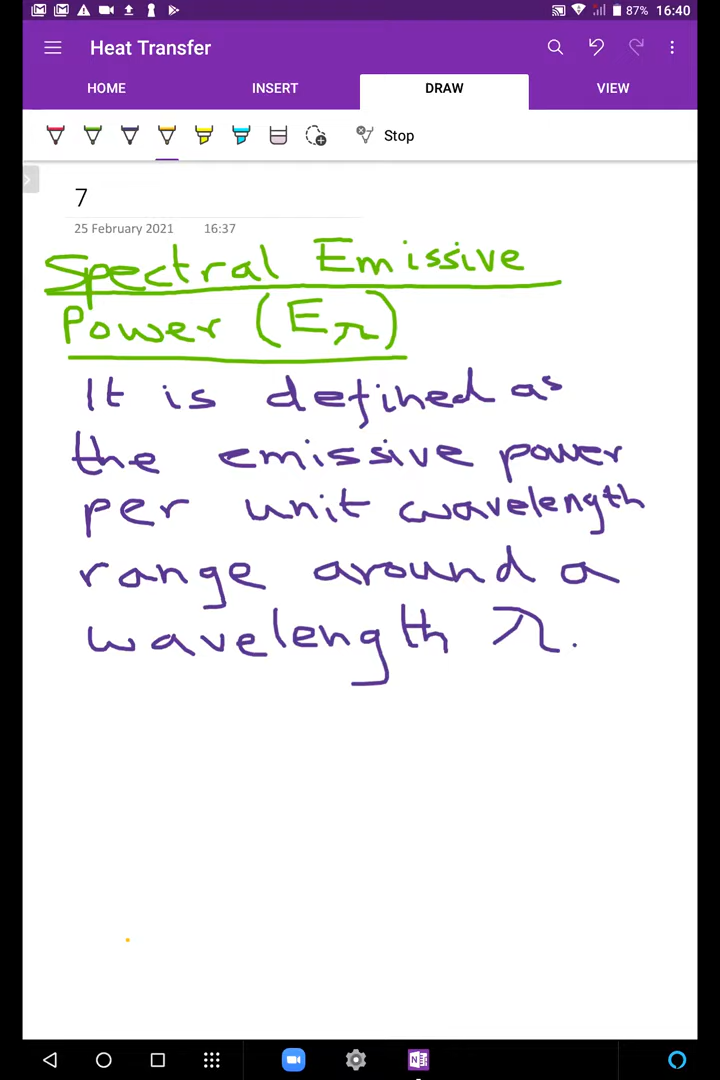 87% 16:40
Heat Transfer
HOME INSERT DRAW VIEW
Stop
7
25 February 2021 16:37
Spectral Emissive
Power (Eλ)
It is defined as
the emissive power
per unit wavelength
range around a
wavelength λ.